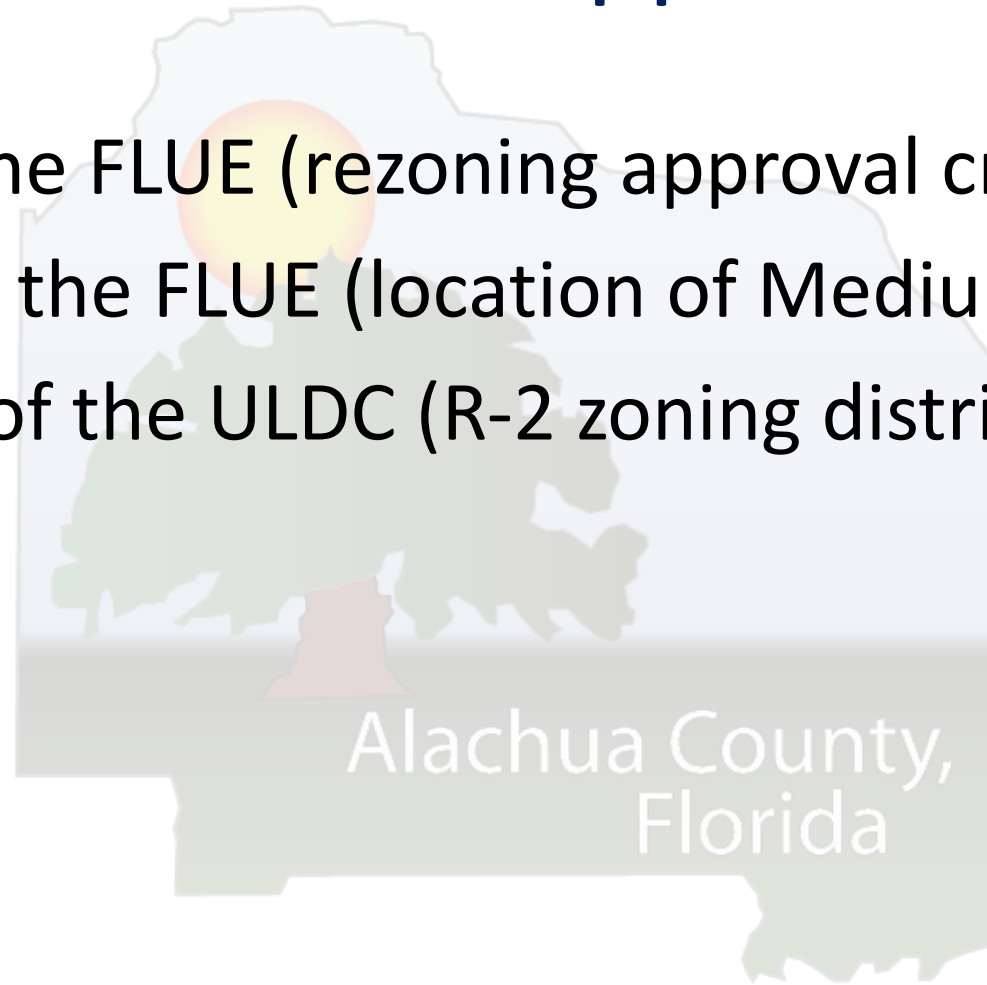 he FLUE (rezoning approval cr
the FLUE (location of Mediu
of the ULDC (R-2 zoning distri
Alachua County,
Florida